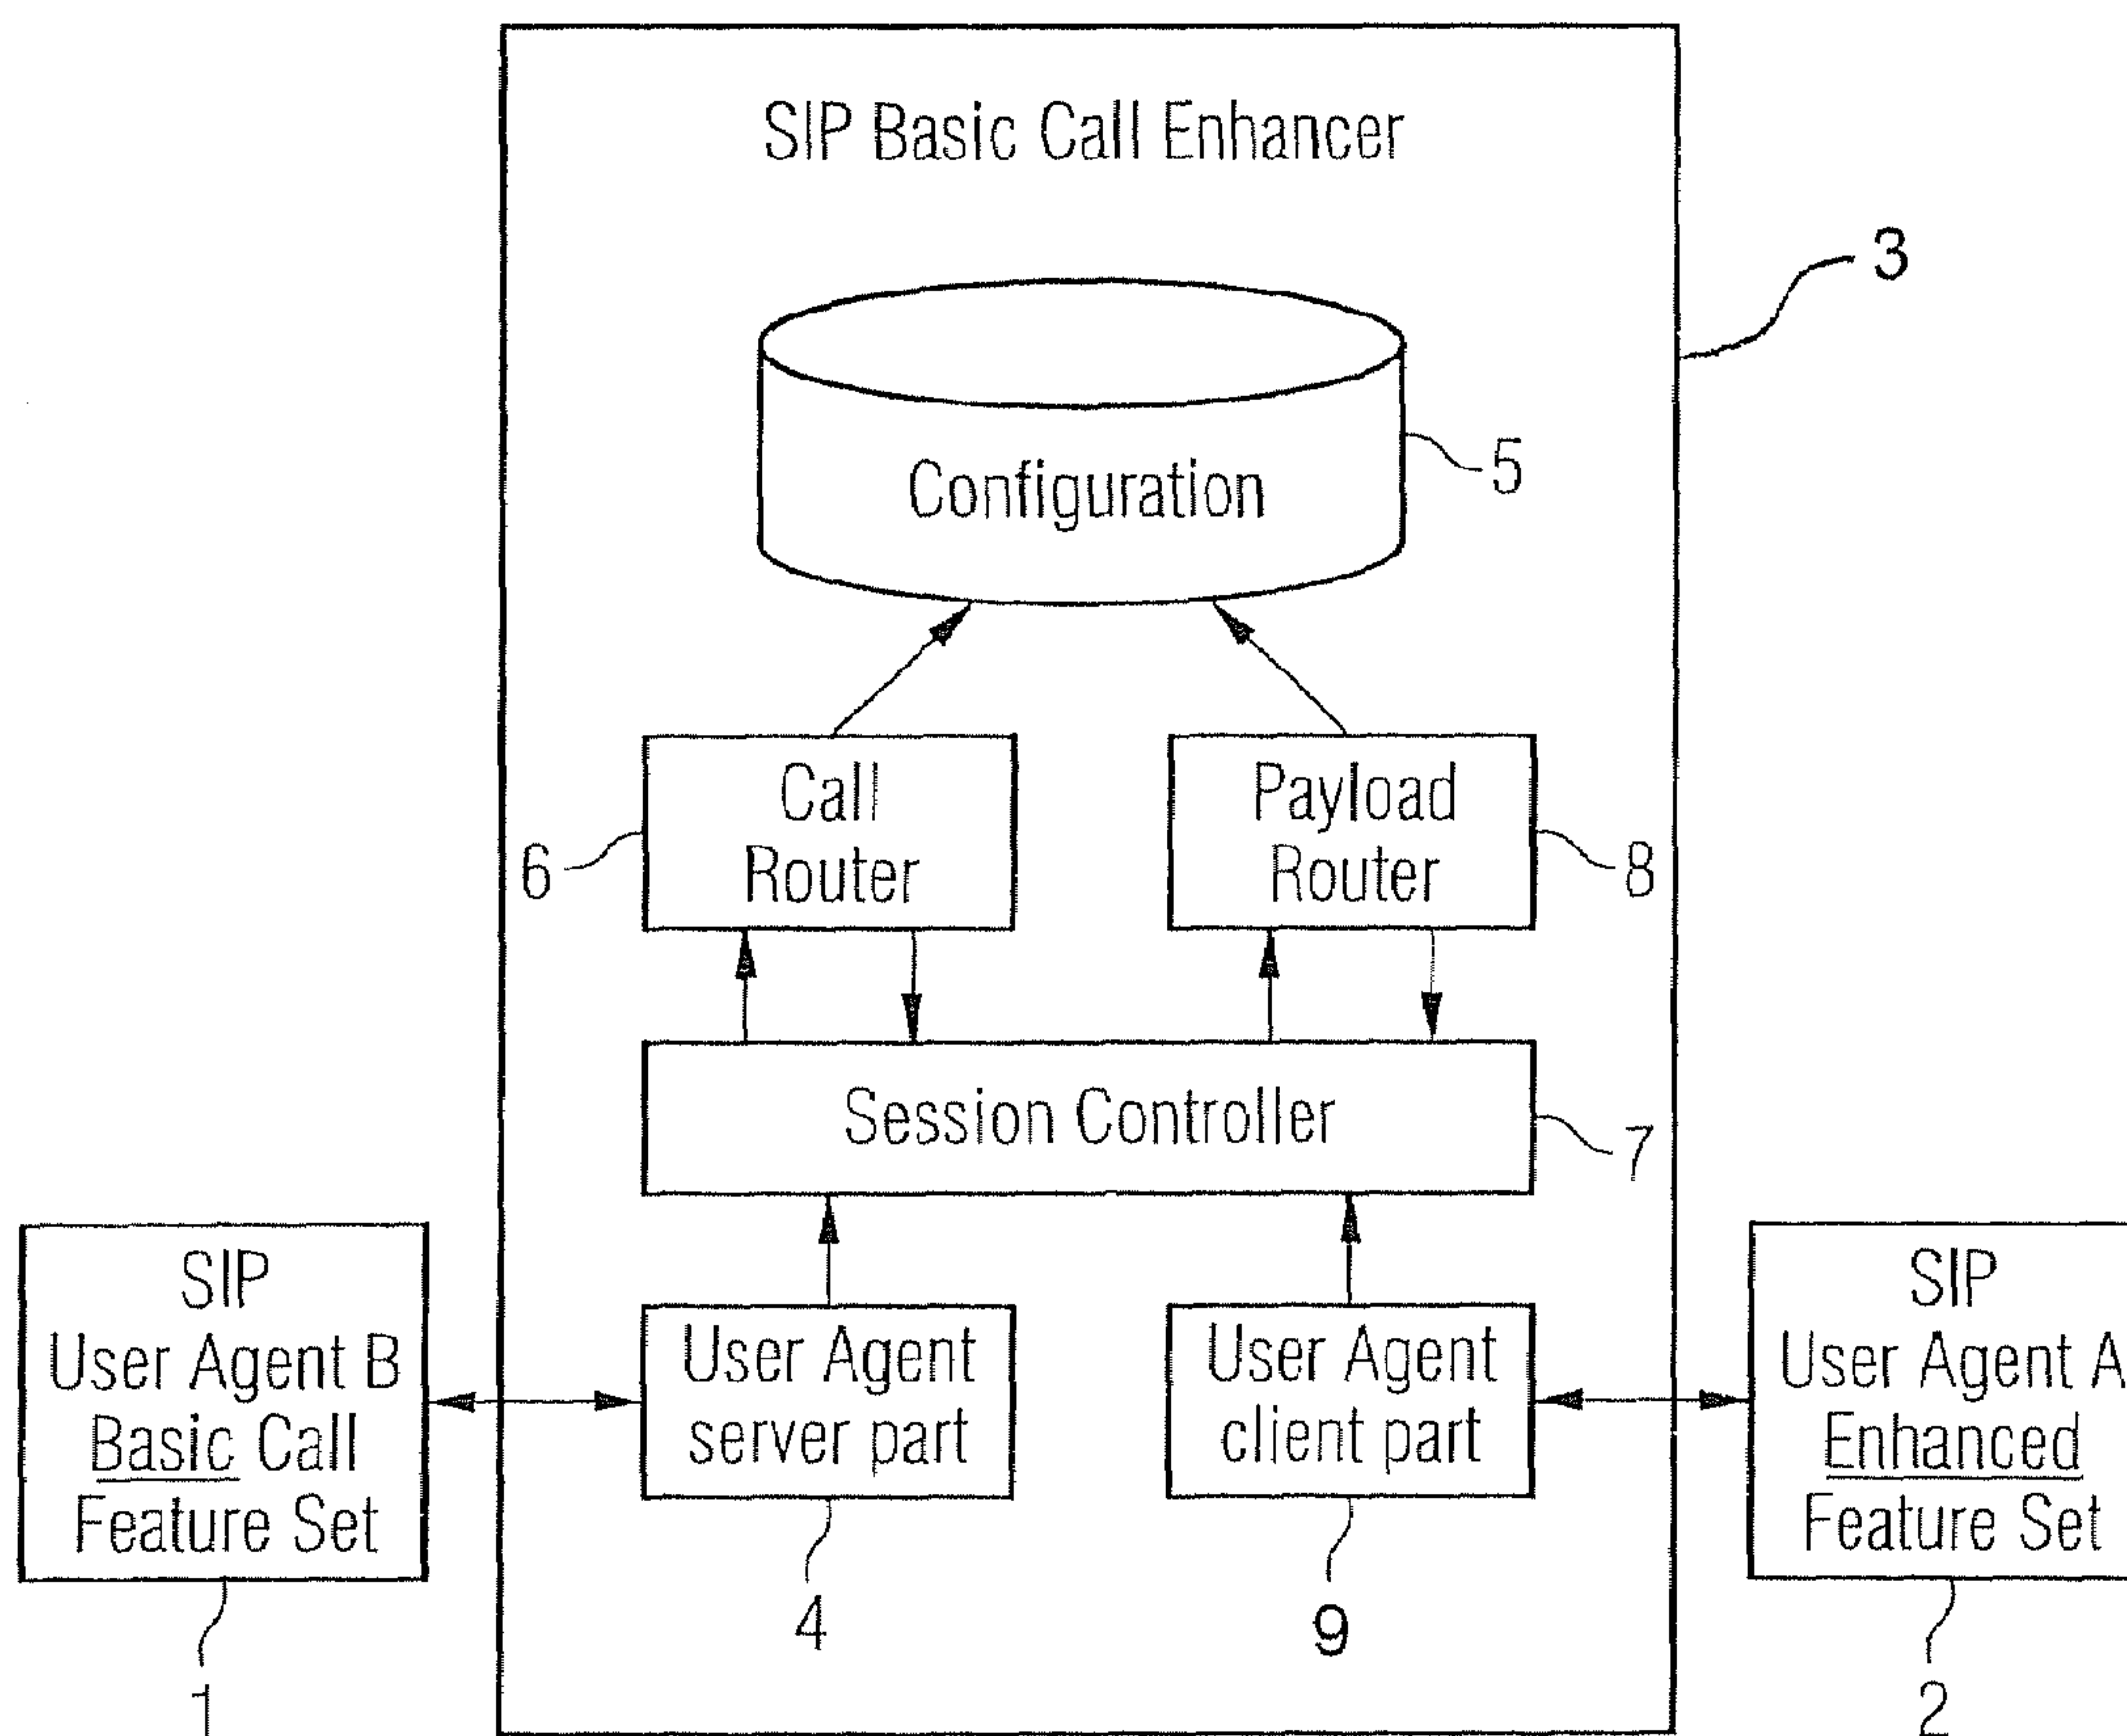 SIP Basic Call Enhancer
3
Configuration
5
Call
Router
6
Payload
Router
8
Session Controller
7
SIP
User Agent B
Basic Call
Feature Set
1
User Agent
server part
4
User Agent
client part
9
SIP
User Agent A
Enhanced
Feature Set
2